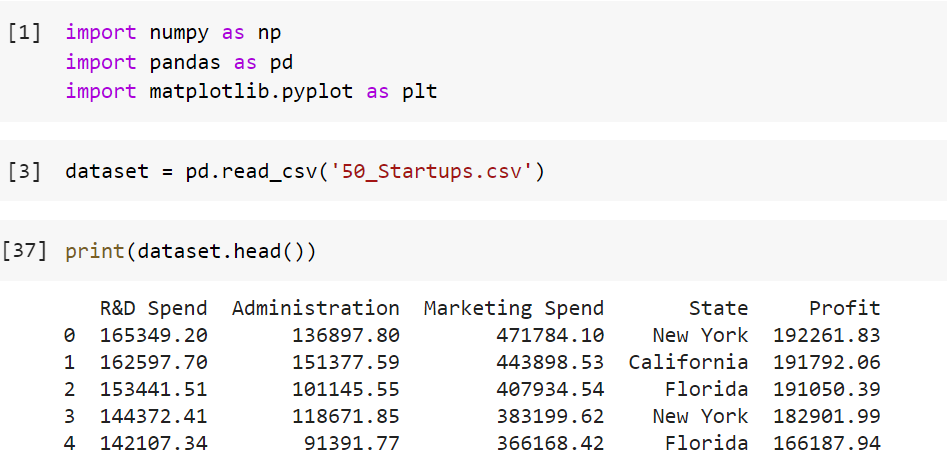 [1] import numpy as np
import pandas as pd
import matplotlib.pyplot as plt
[3] dataset = pd.read_csv('50_Startups.csv')
[37] print(dataset.head())
R&D Spend Administration Marketing Spend State Profit
0 165349.20 136897.80 471784.10 New York 192261.83
1 162597.70 151377.59 443898.53 California 191792.06
2 153441.51 101145.55 407934.54 Florida 191050.39
3 144372.41 118671.85 383199.62 New York 182901.99
4 142107.34 91391.77 366168.42 Florida 166187.94